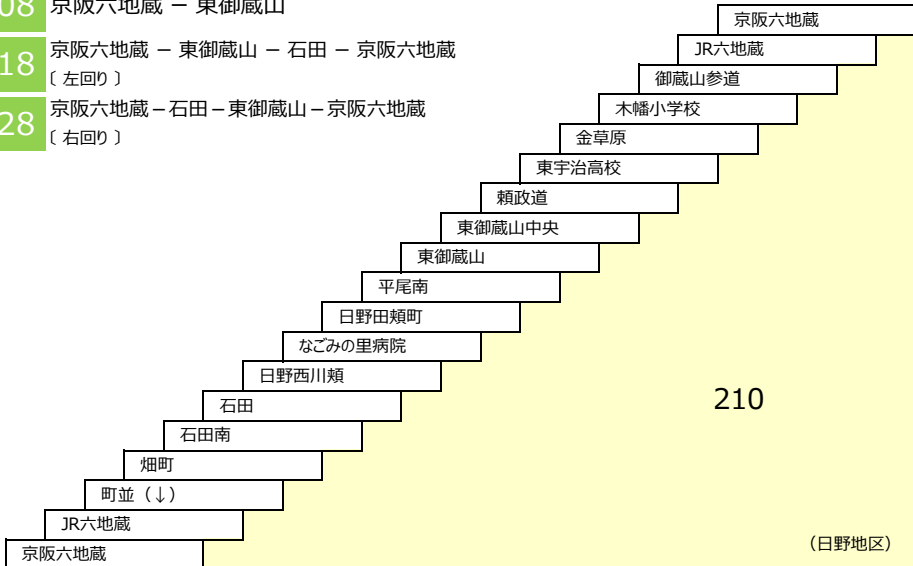 08 京阪六地蔵 － 東御蔵山
18 京阪六地蔵 － 東御蔵山 － 石田 － 京阪六地蔵
〔 左回り 〕
28 京阪六地蔵－石田－東御蔵山－京阪六地蔵
〔 右回り 〕
京阪六地蔵
JR六地蔵
御蔵山参道
木幡小学校
金草原
東宇治高校
頼政道
東御蔵山中央
東御蔵山
平尾南
日野田頬町
なごみの里病院
日野西川頬
石田
210
石田南
畑町
町並（↓）
JR六地蔵
京阪六地蔵
（日野地区）